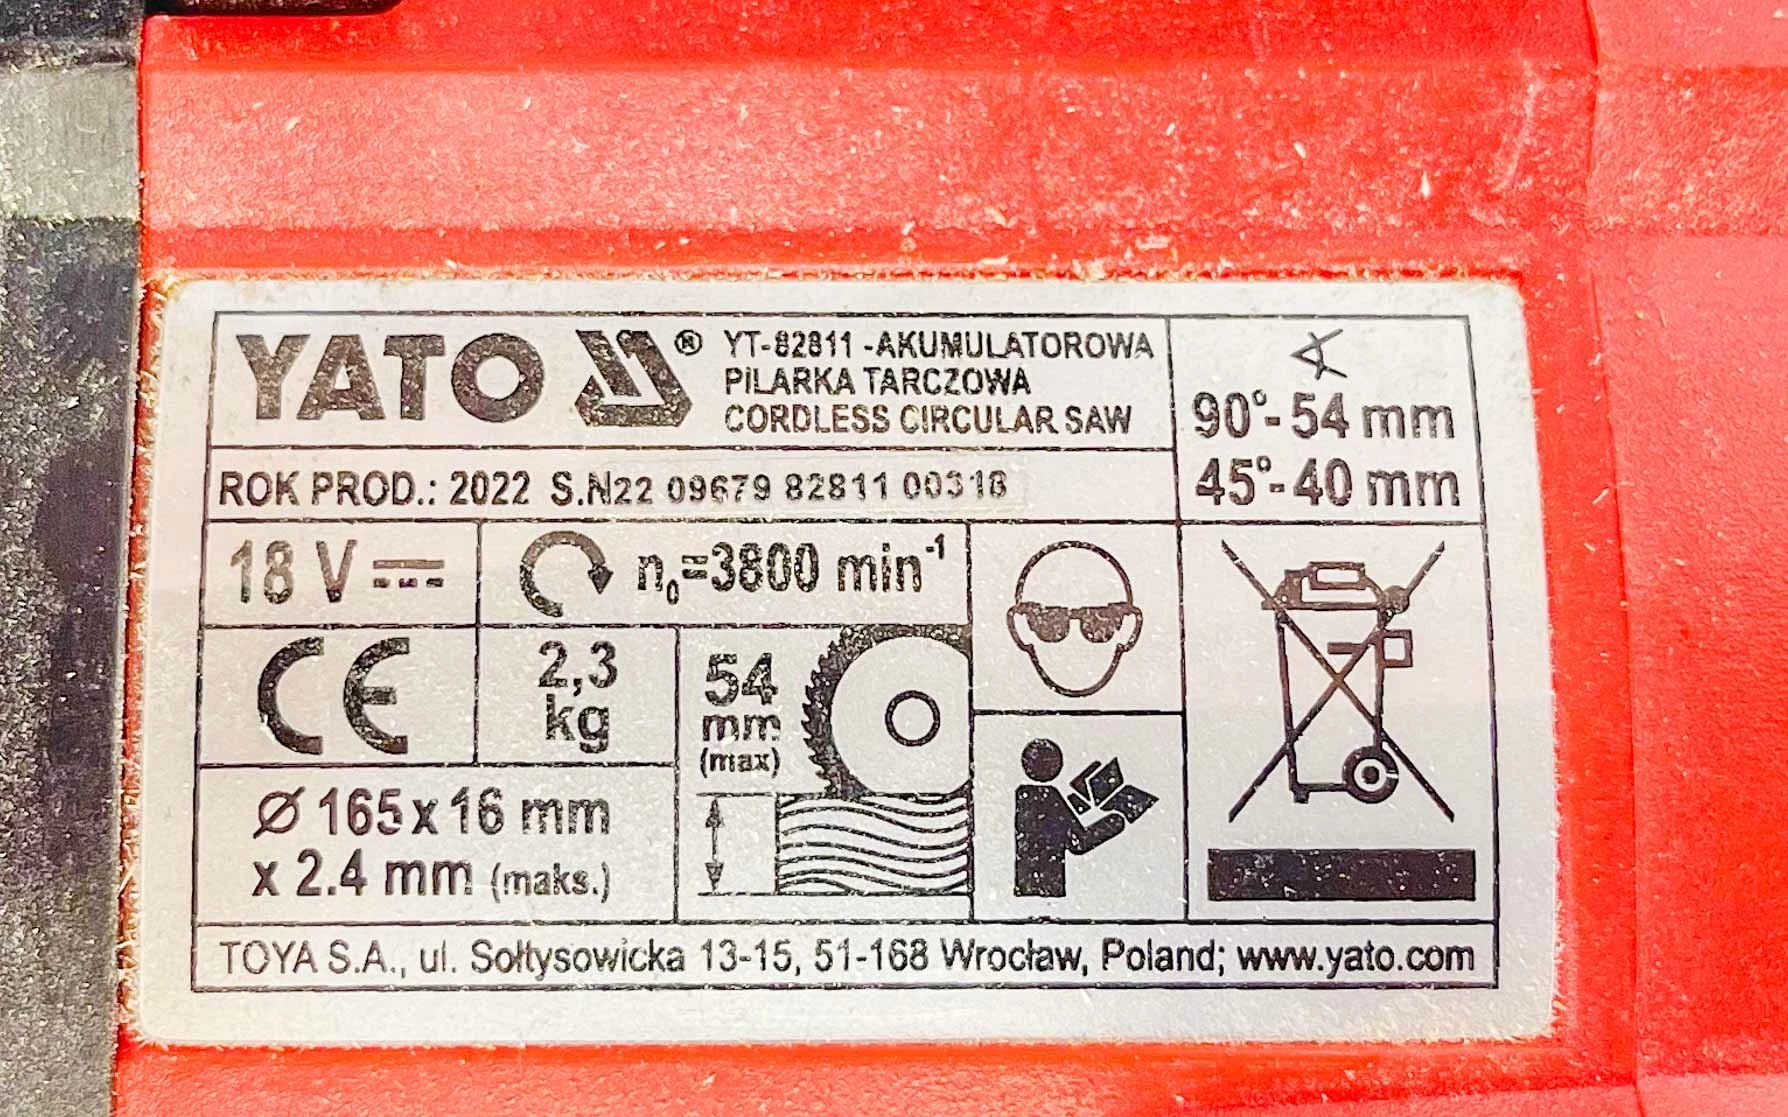 YATO ® YT-82811 -AKUMULATOROWA
PILARKA TARCZOWA
CORDLESS CIRCULAR SAW
90°- 54 mm
45°- 40 mm
ROK PROD.: 2022 S.N22 09679 82811 00318
18 V
n₀=3800 min⁻¹
CE
2,3
kg
54
mm
(max)
Ø 165 x 16 mm
x 2.4 mm (maks.)
TOYA S.A., ul. Sołtysowicka 13-15, 51-168 Wrocław, Poland; www.yato.com